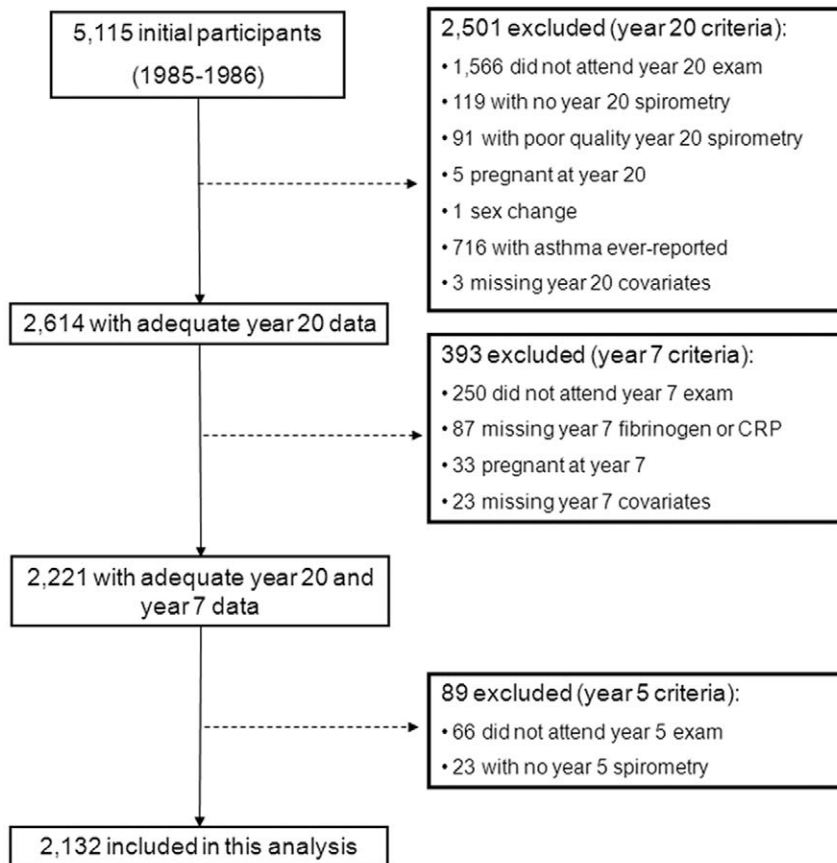 5,115 initial participants
(1985-1986)
2,501 excluded (year 20 criteria):
• 1,566 did not attend year 20 exam
• 119 with no year 20 spirometry
• 91 with poor quality year 20 spirometry
• 5 pregnant at year 20
• 1 sex change
• 716 with asthma ever-reported
• 3 missing year 20 covariates
2,614 with adequate year 20 data
393 excluded (year 7 criteria):
• 250 did not attend year 7 exam
• 87 missing year 7 fibrinogen or CRP
• 33 pregnant at year 7
• 23 missing year 7 covariates
2,221 with adequate year 20 and
year 7 data
89 excluded (year 5 criteria):
• 66 did not attend year 5 exam
• 23 with no year 5 spirometry
2,132 included in this analysis